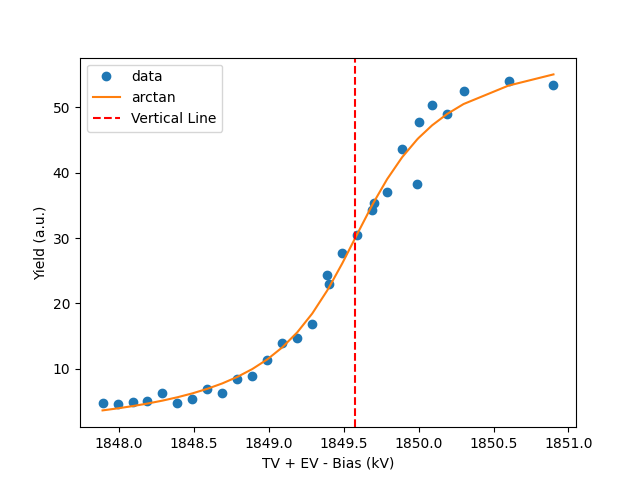 data
arctan
Vertical Line
50
40
30
20
10
Yield (a.u.)
1848.0 1848.5 1849.0 1849.5 1850.0 1850.5 1851.0
TV + EV - Bias (kV)